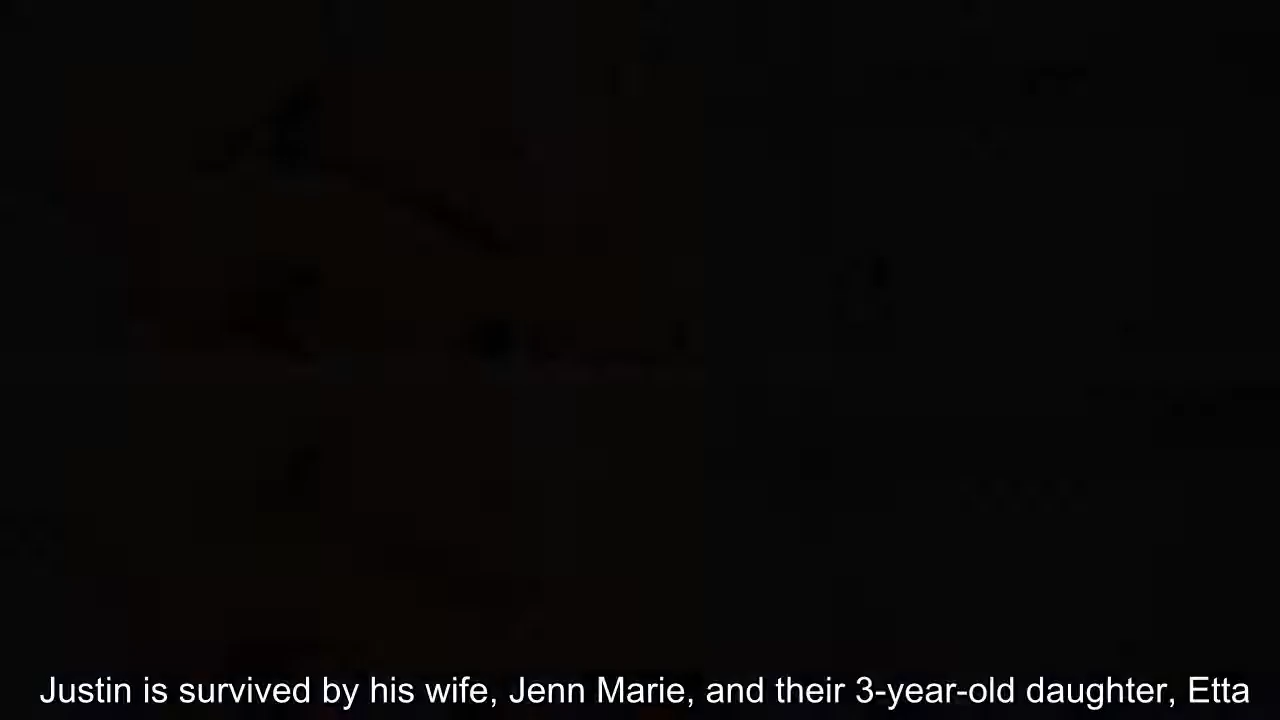 Justin is survived by his wife, Jenn Marie, and their 3-year-old daughter, Etta